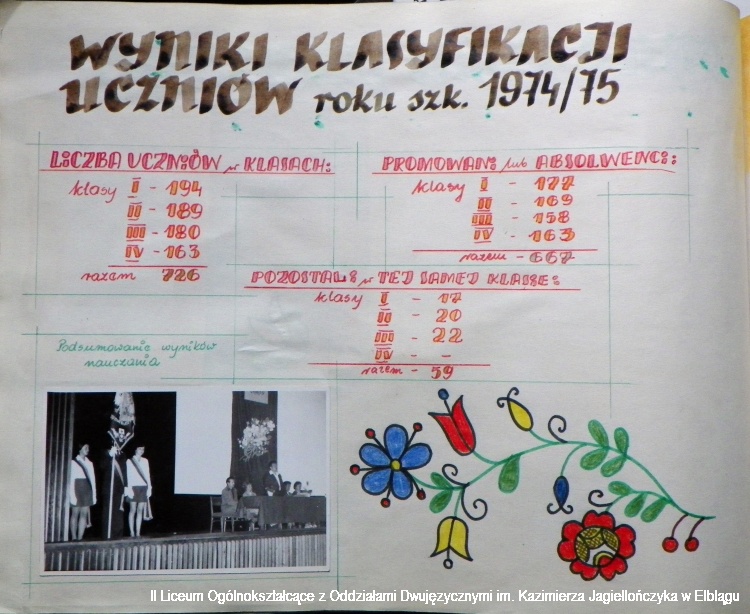 WYNIKI KLASYFIKACJI
UCZNIÓW roku szk. 1974/75
LICZBA UCZNIÓW w KLASACH:
klasy I - 194
II - 189
III - 180
IV - 163
razem 726
PROMOWANI lub ABSOLWENCI:
klasy I - 177
II - 169
III - 158
IV - 163
razem - 667
POZOSTALI w TEJ SAMEJ KLASIE:
klasy I - 17
II - 20
III - 22
IV - -
razem - 59
Podsumowanie wyników
nauczania
II Liceum Ogólnokształcące z Oddziałami Dwujęzycznymi im. Kazimierza Jagiellończyka w Elblągu